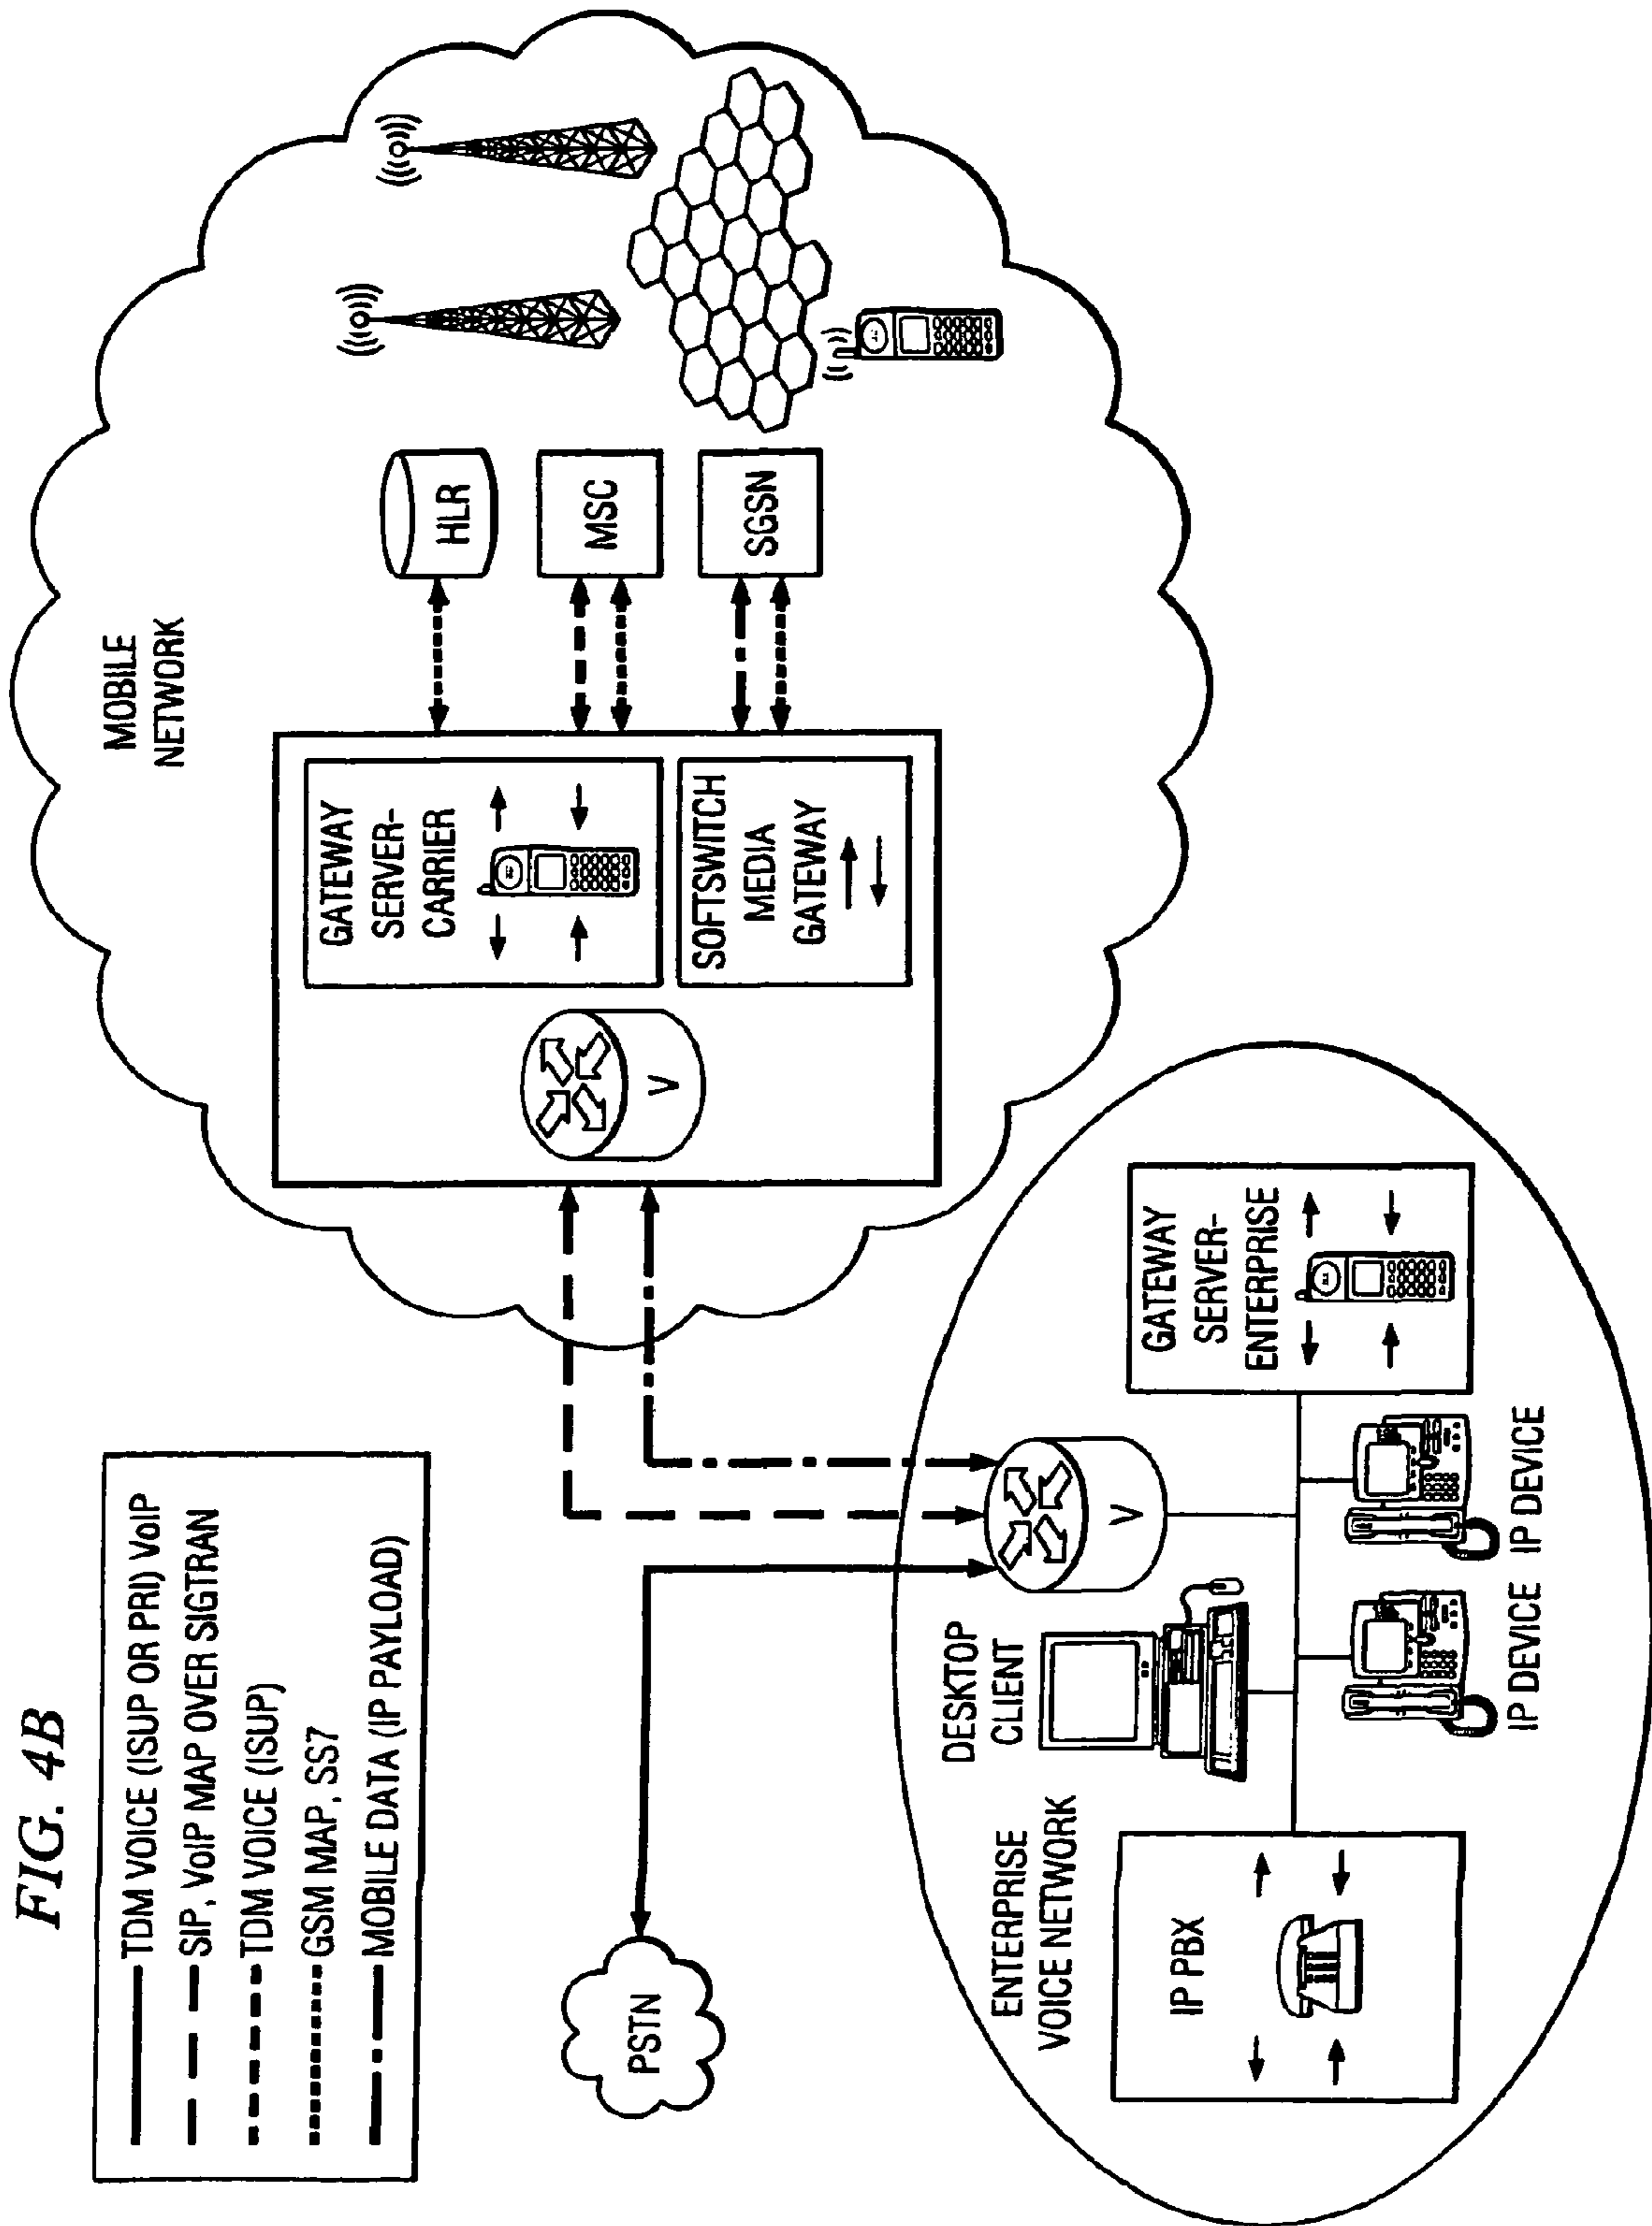 FIG. 4B
TDM VOICE (ISUP OR PRI) VoIP
SIP, VoIP MAP OVER SIGTRAN
TDM VOICE (ISUP)
GSM MAP, SS7
MOBILE DATA (IP PAYLOAD)
MOBILE
NETWORK
GATEWAY
SERVER-
CARRIER
SOFTSWITCH
MEDIA
GATEWAY
V
HLR
MSC
SGSN
PSTN
ENTERPRISE
VOICE NETWORK
DESKTOP
CLIENT
V
IP PBX
GATEWAY
SERVER-
ENTERPRISE
IP DEVICE
IP DEVICE